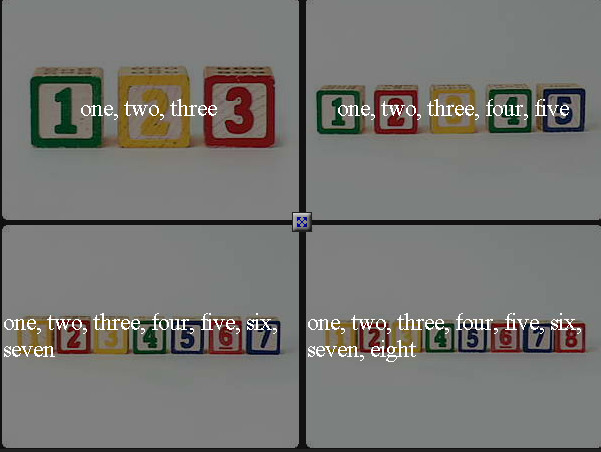 one, two, three
1 2 3
one, two, three, four, five
1 2 3 4 5
one, two, three, four, five, six,
seven
1 2 3 4 5 6 7
one, two, three, four, five, six,
seven, eight
1 2 3 4 5 6 7 8